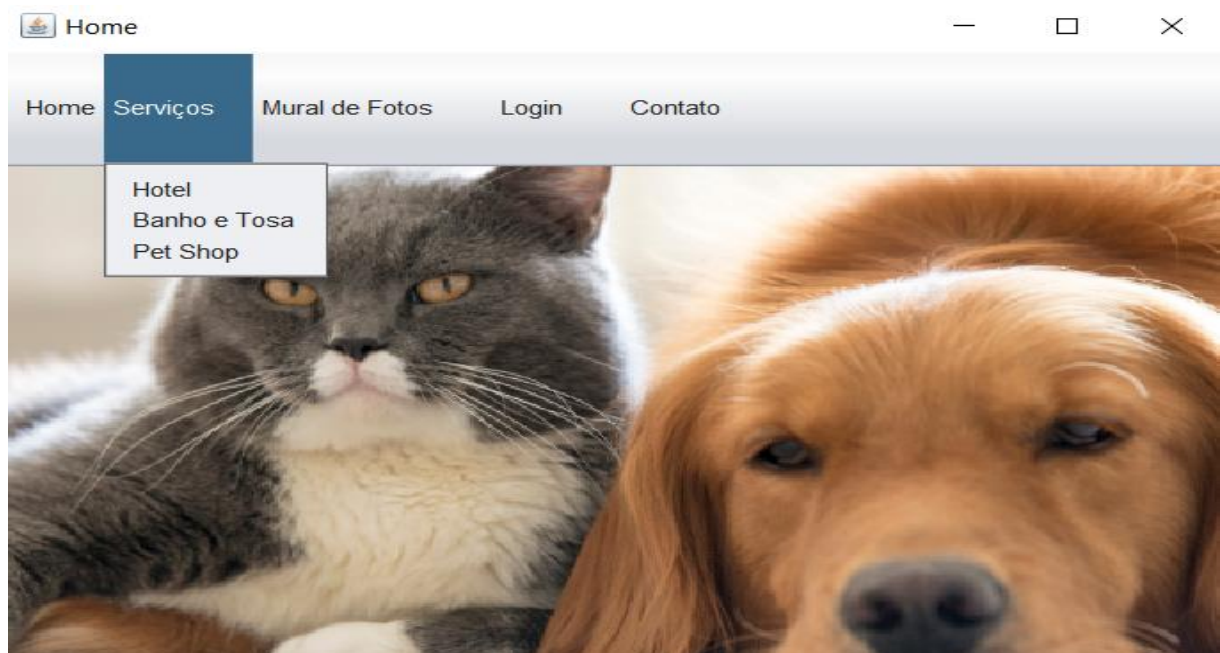 Home
Home Serviços Mural de Fotos Login Contato
Hotel
Banho e Tosa
Pet Shop